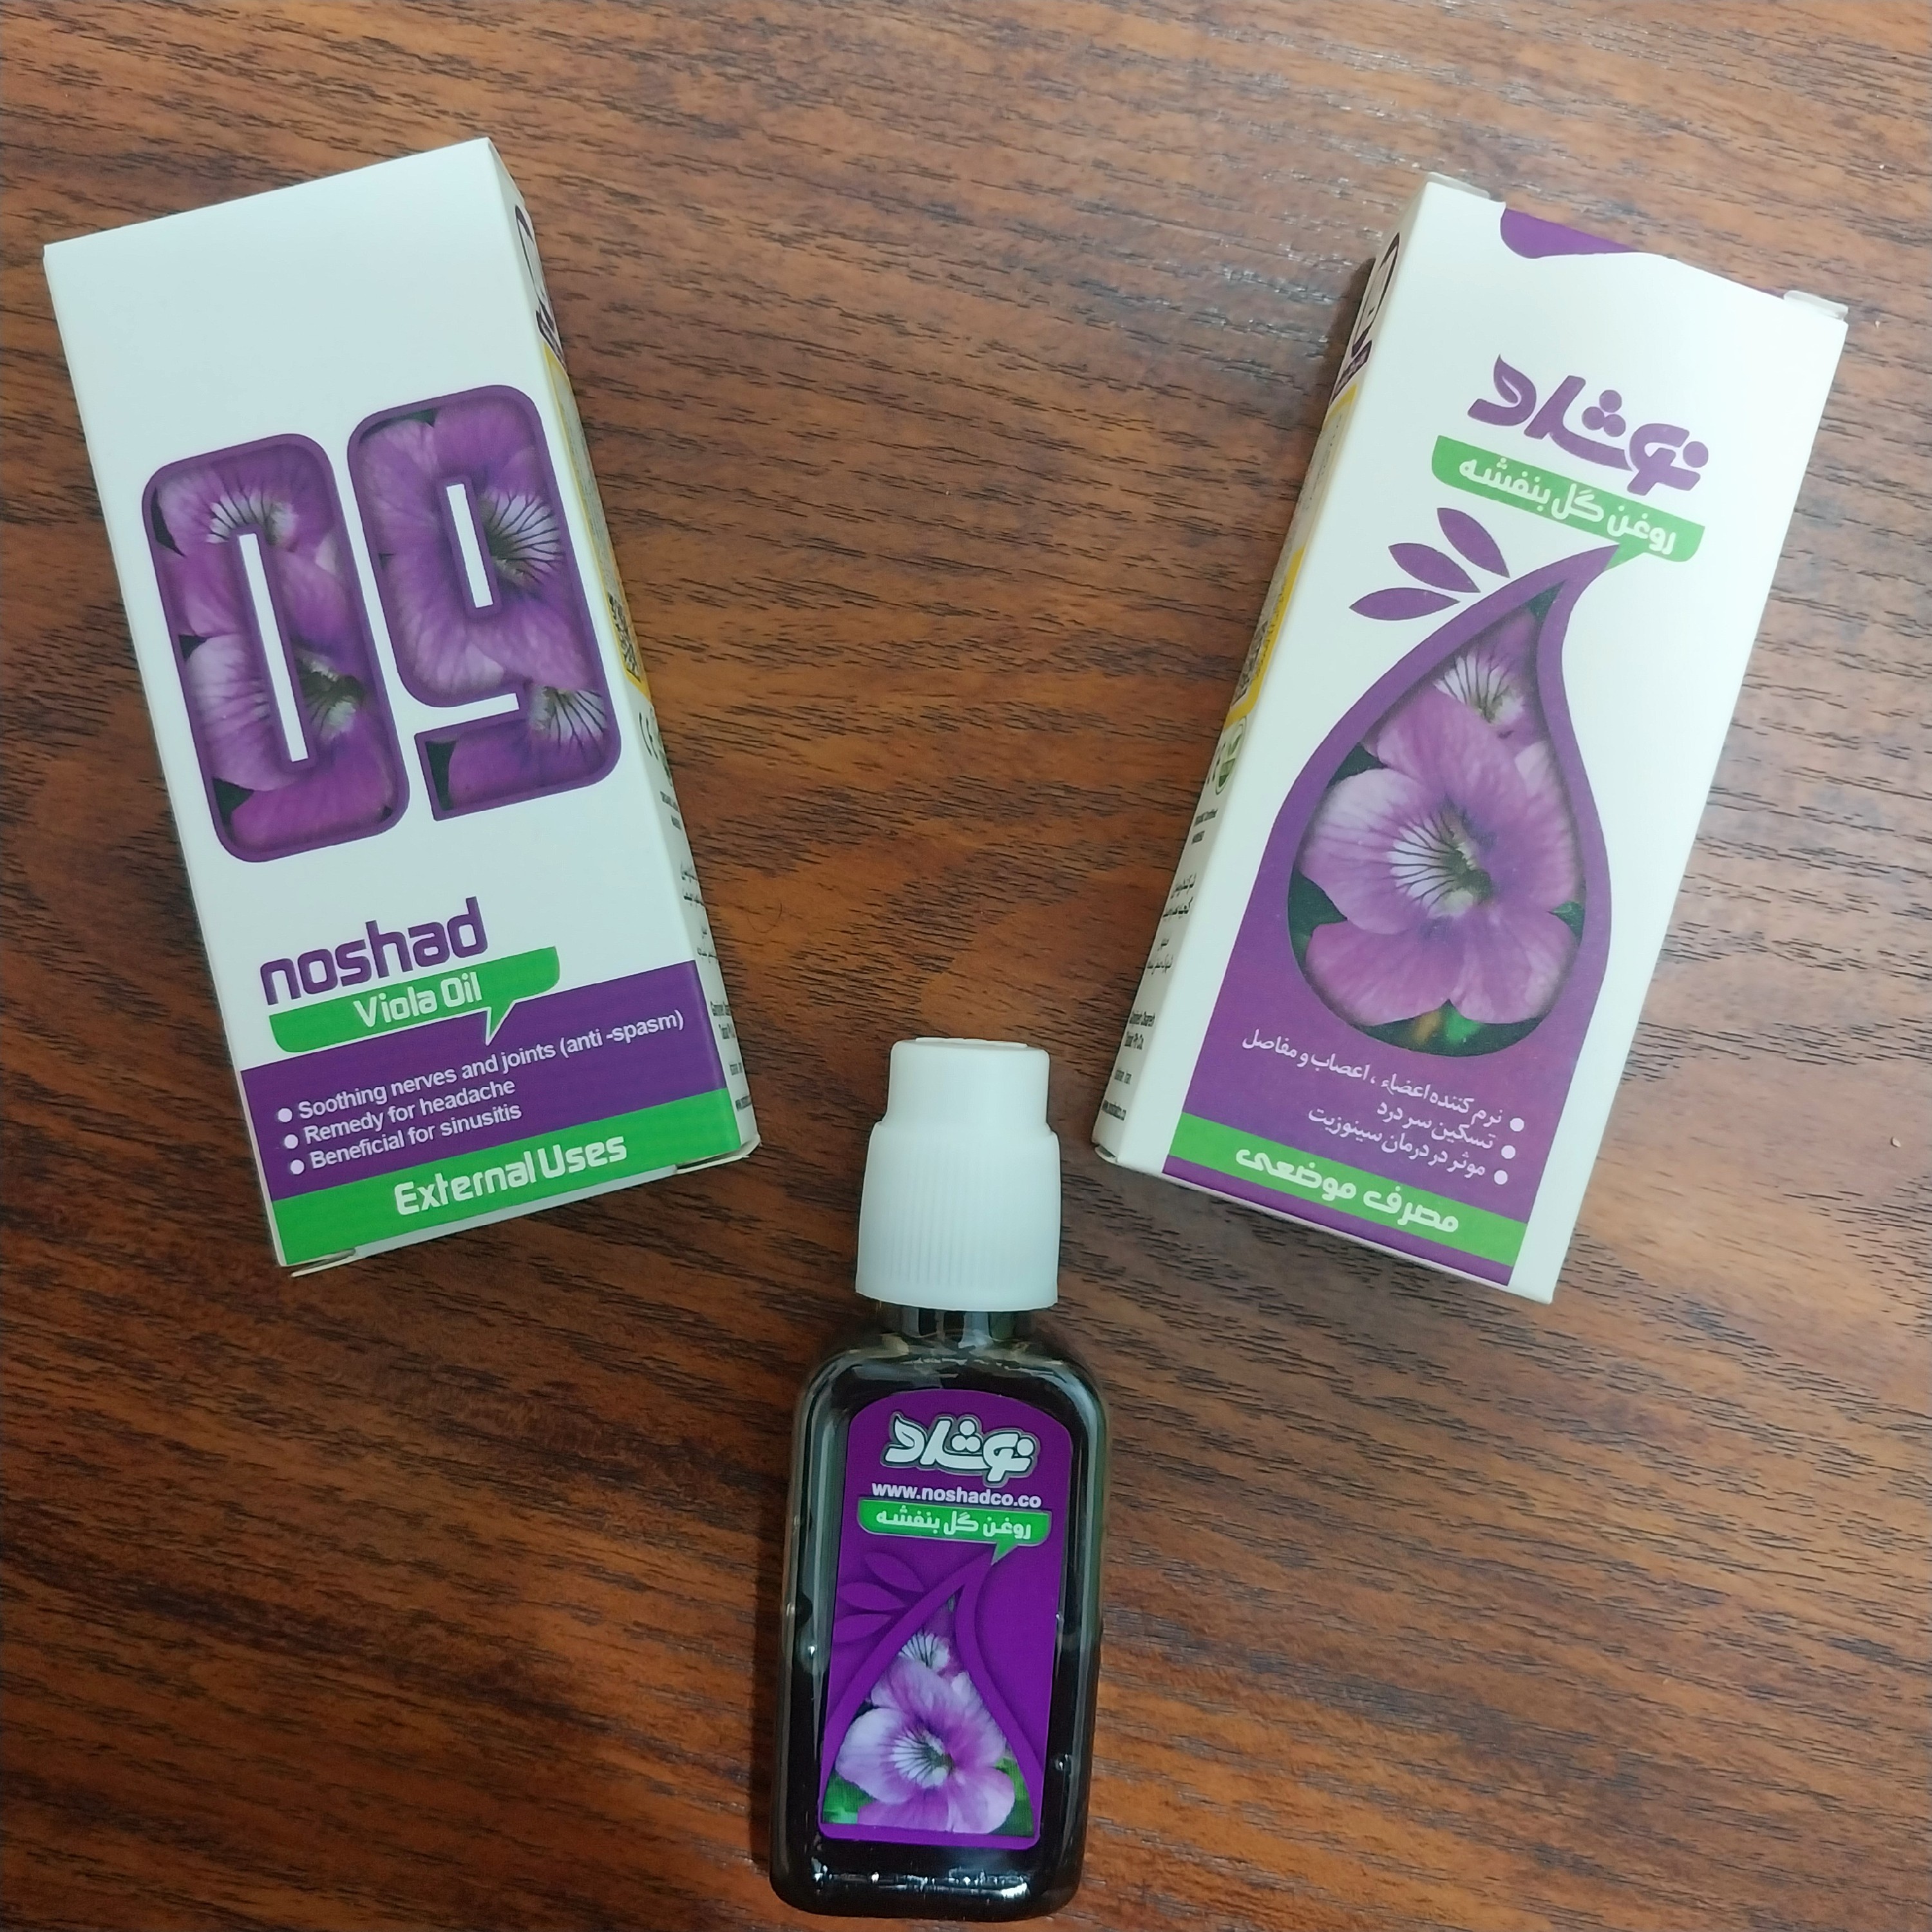 09
noshad
Viola Oil
Soothing nerves and joints (anti -spasm)
Remedy for headache
Beneficial for sinusitis
External Uses
نوشاد
روغن گل بنفشه
نرم کننده اعضاء ، اعصاب و مفاصل
تسکین سر درد
موثر در درمان سینوزیت
مصرف موضعی
نوشاد
www.noshadco.co
روغن گل بنفشه